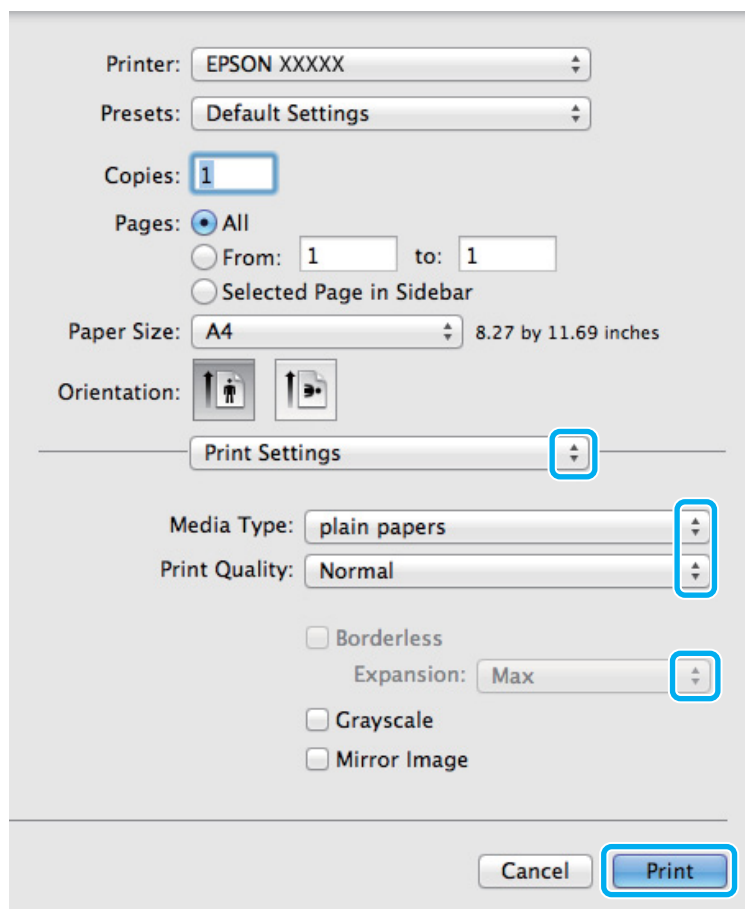 Printer: EPSON XXXXX
Presets: Default Settings
Copies: 1
Pages: All
From: 1 to: 1
Selected Page in Sidebar
Paper Size: A4 8.27 by 11.69 inches
Orientation:
Print Settings
Media Type: plain papers
Print Quality: Normal
Borderless
Expansion: Max
Grayscale
Mirror Image
Cancel Print